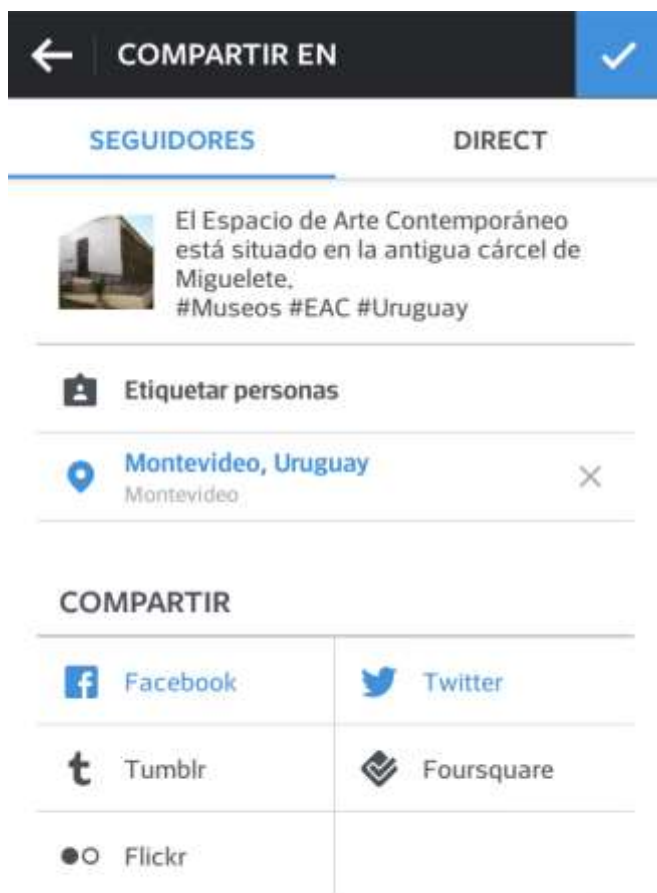 COMPARTIR EN
SEGUIDORES
DIRECT
El Espacio de Arte Contemporáneo
está situado en la antigua cárcel de
Miguelete,
#Museos #EAC #Uruguay
Etiquetar personas
Montevideo, Uruguay
Montevideo
COMPARTIR
Facebook
Twitter
Tumblr
Foursquare
Flickr